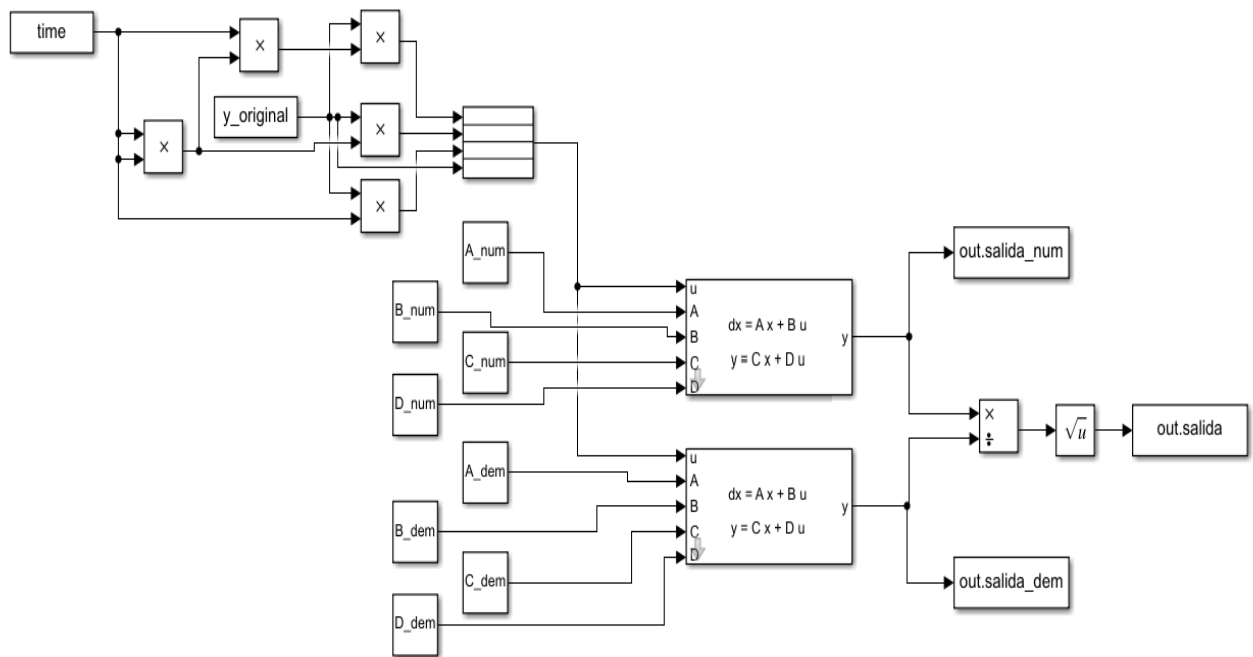 time
×
×
y_original
×
×
×
A_num
B_num
C_num
D_num
u
A
B
C
D
dx = A x + B u
y = C x + D u
y
out.salida_num
A_dem
B_dem
C_dem
D_dem
u
A
B
C
D
dx = A x + B u
y = C x + D u
y
×
÷
√u
out.salida
out.salida_dem